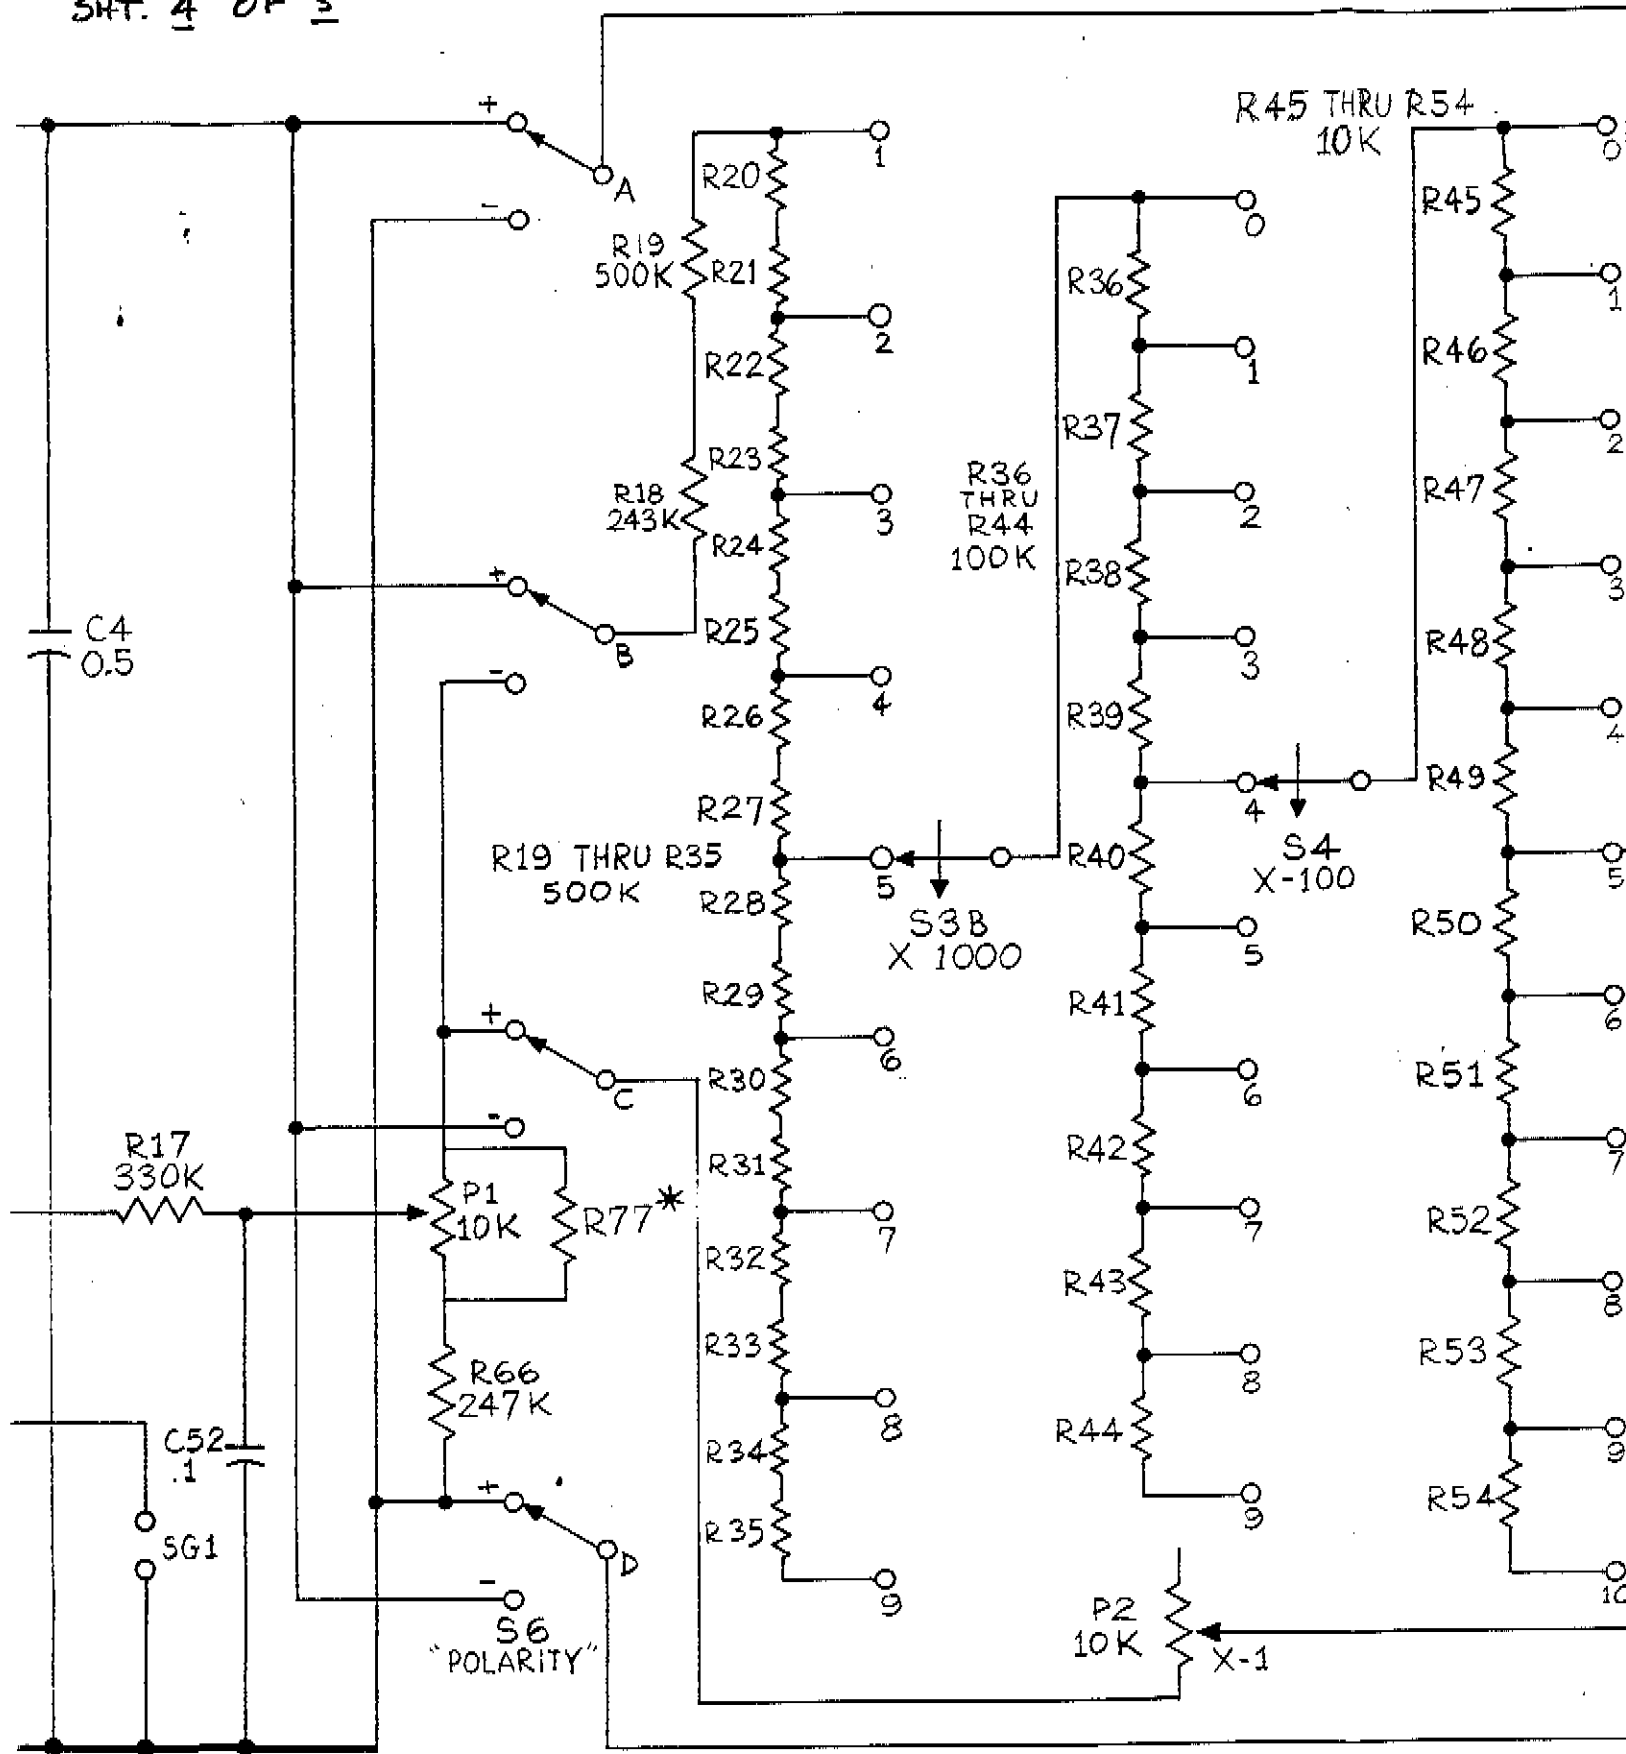 SHT. 4 OF 3
R45 THRU R54
10K
+
-
A
R19
500K
R18
243K
+
-
B
C4
0.5
R20
R21
R22
R23
R24
R25
R26
R27
R28
R29
R30
R31
R32
R33
R34
R35
1
2
3
4
5
6
7
8
9
R19 THRU R35
500K
S3B
X 1000
R36
THRU
R44
100K
R36
R37
R38
R39
R40
R41
R42
R43
R44
0
1
2
3
4
5
6
7
8
9
S4
X-100
R45
R46
R47
R48
R49
R50
R51
R52
R53
R54
0
1
2
3
4
5
6
7
8
9
10
+
-
C
R17
330K
P1
10K
R77*
R66
247K
C52
.1
SG1
+
-
D
S6
"POLARITY"
P2
10K
X-1